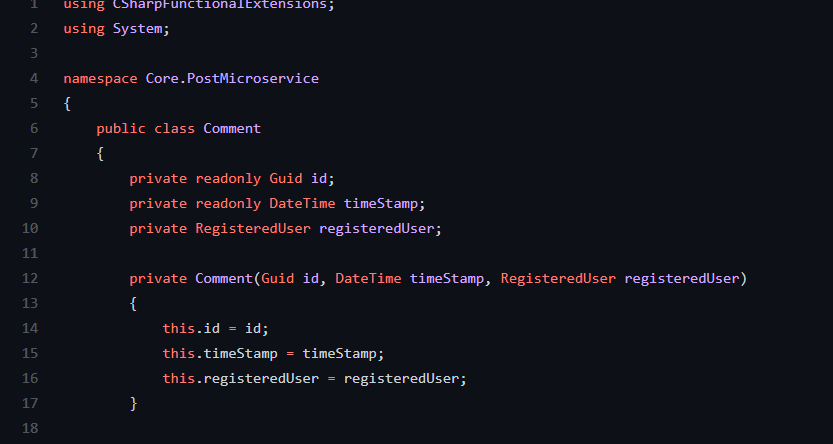 1 using CSharpFunctionalExtensions;
2 using System;
3
4 namespace Core.PostMicroservice
5 {
6 public class Comment
7 {
8 private readonly Guid id;
9 private readonly DateTime timeStamp;
10 private RegisteredUser registeredUser;
11
12 private Comment(Guid id, DateTime timeStamp, RegisteredUser registeredUser)
13 {
14 this.id = id;
15 this.timeStamp = timeStamp;
16 this.registeredUser = registeredUser;
17 }
18